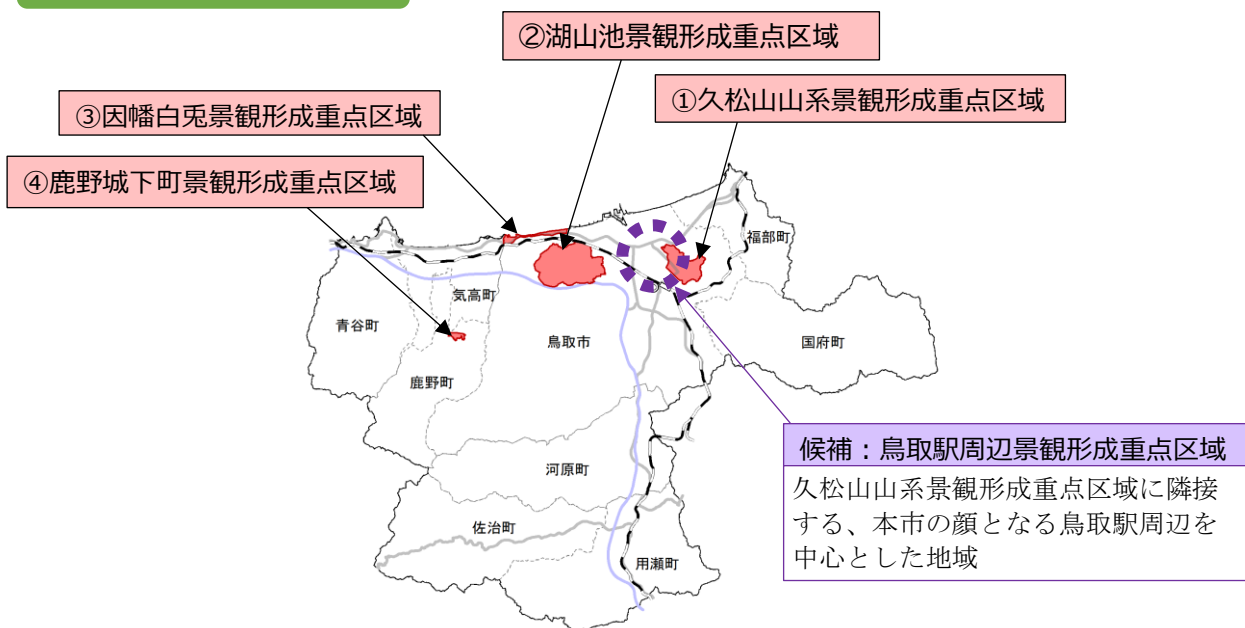 ②湖山池景観形成重点区域
①久松山山系景観形成重点区域
③因幡白兎景観形成重点区域
④鹿野城下町景観形成重点区域
福部町
気高町
青谷町
鳥取市
国府町
鹿野町
候補：鳥取駅周辺景観形成重点区域
久松山山系景観形成重点区域に隣接
する、本市の顔となる鳥取駅周辺を
中心とした地域
河原町
佐治町
用瀬町